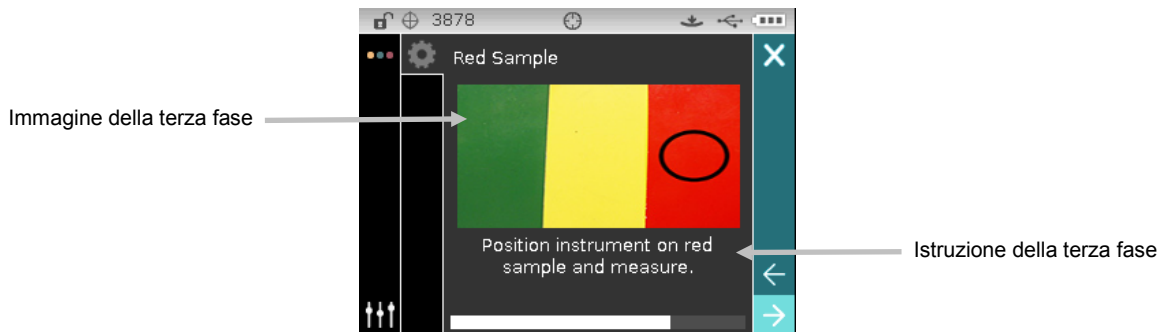 3878
Red Sample
Immagine della terza fase
Position instrument on red
sample and measure.
Istruzione della terza fase